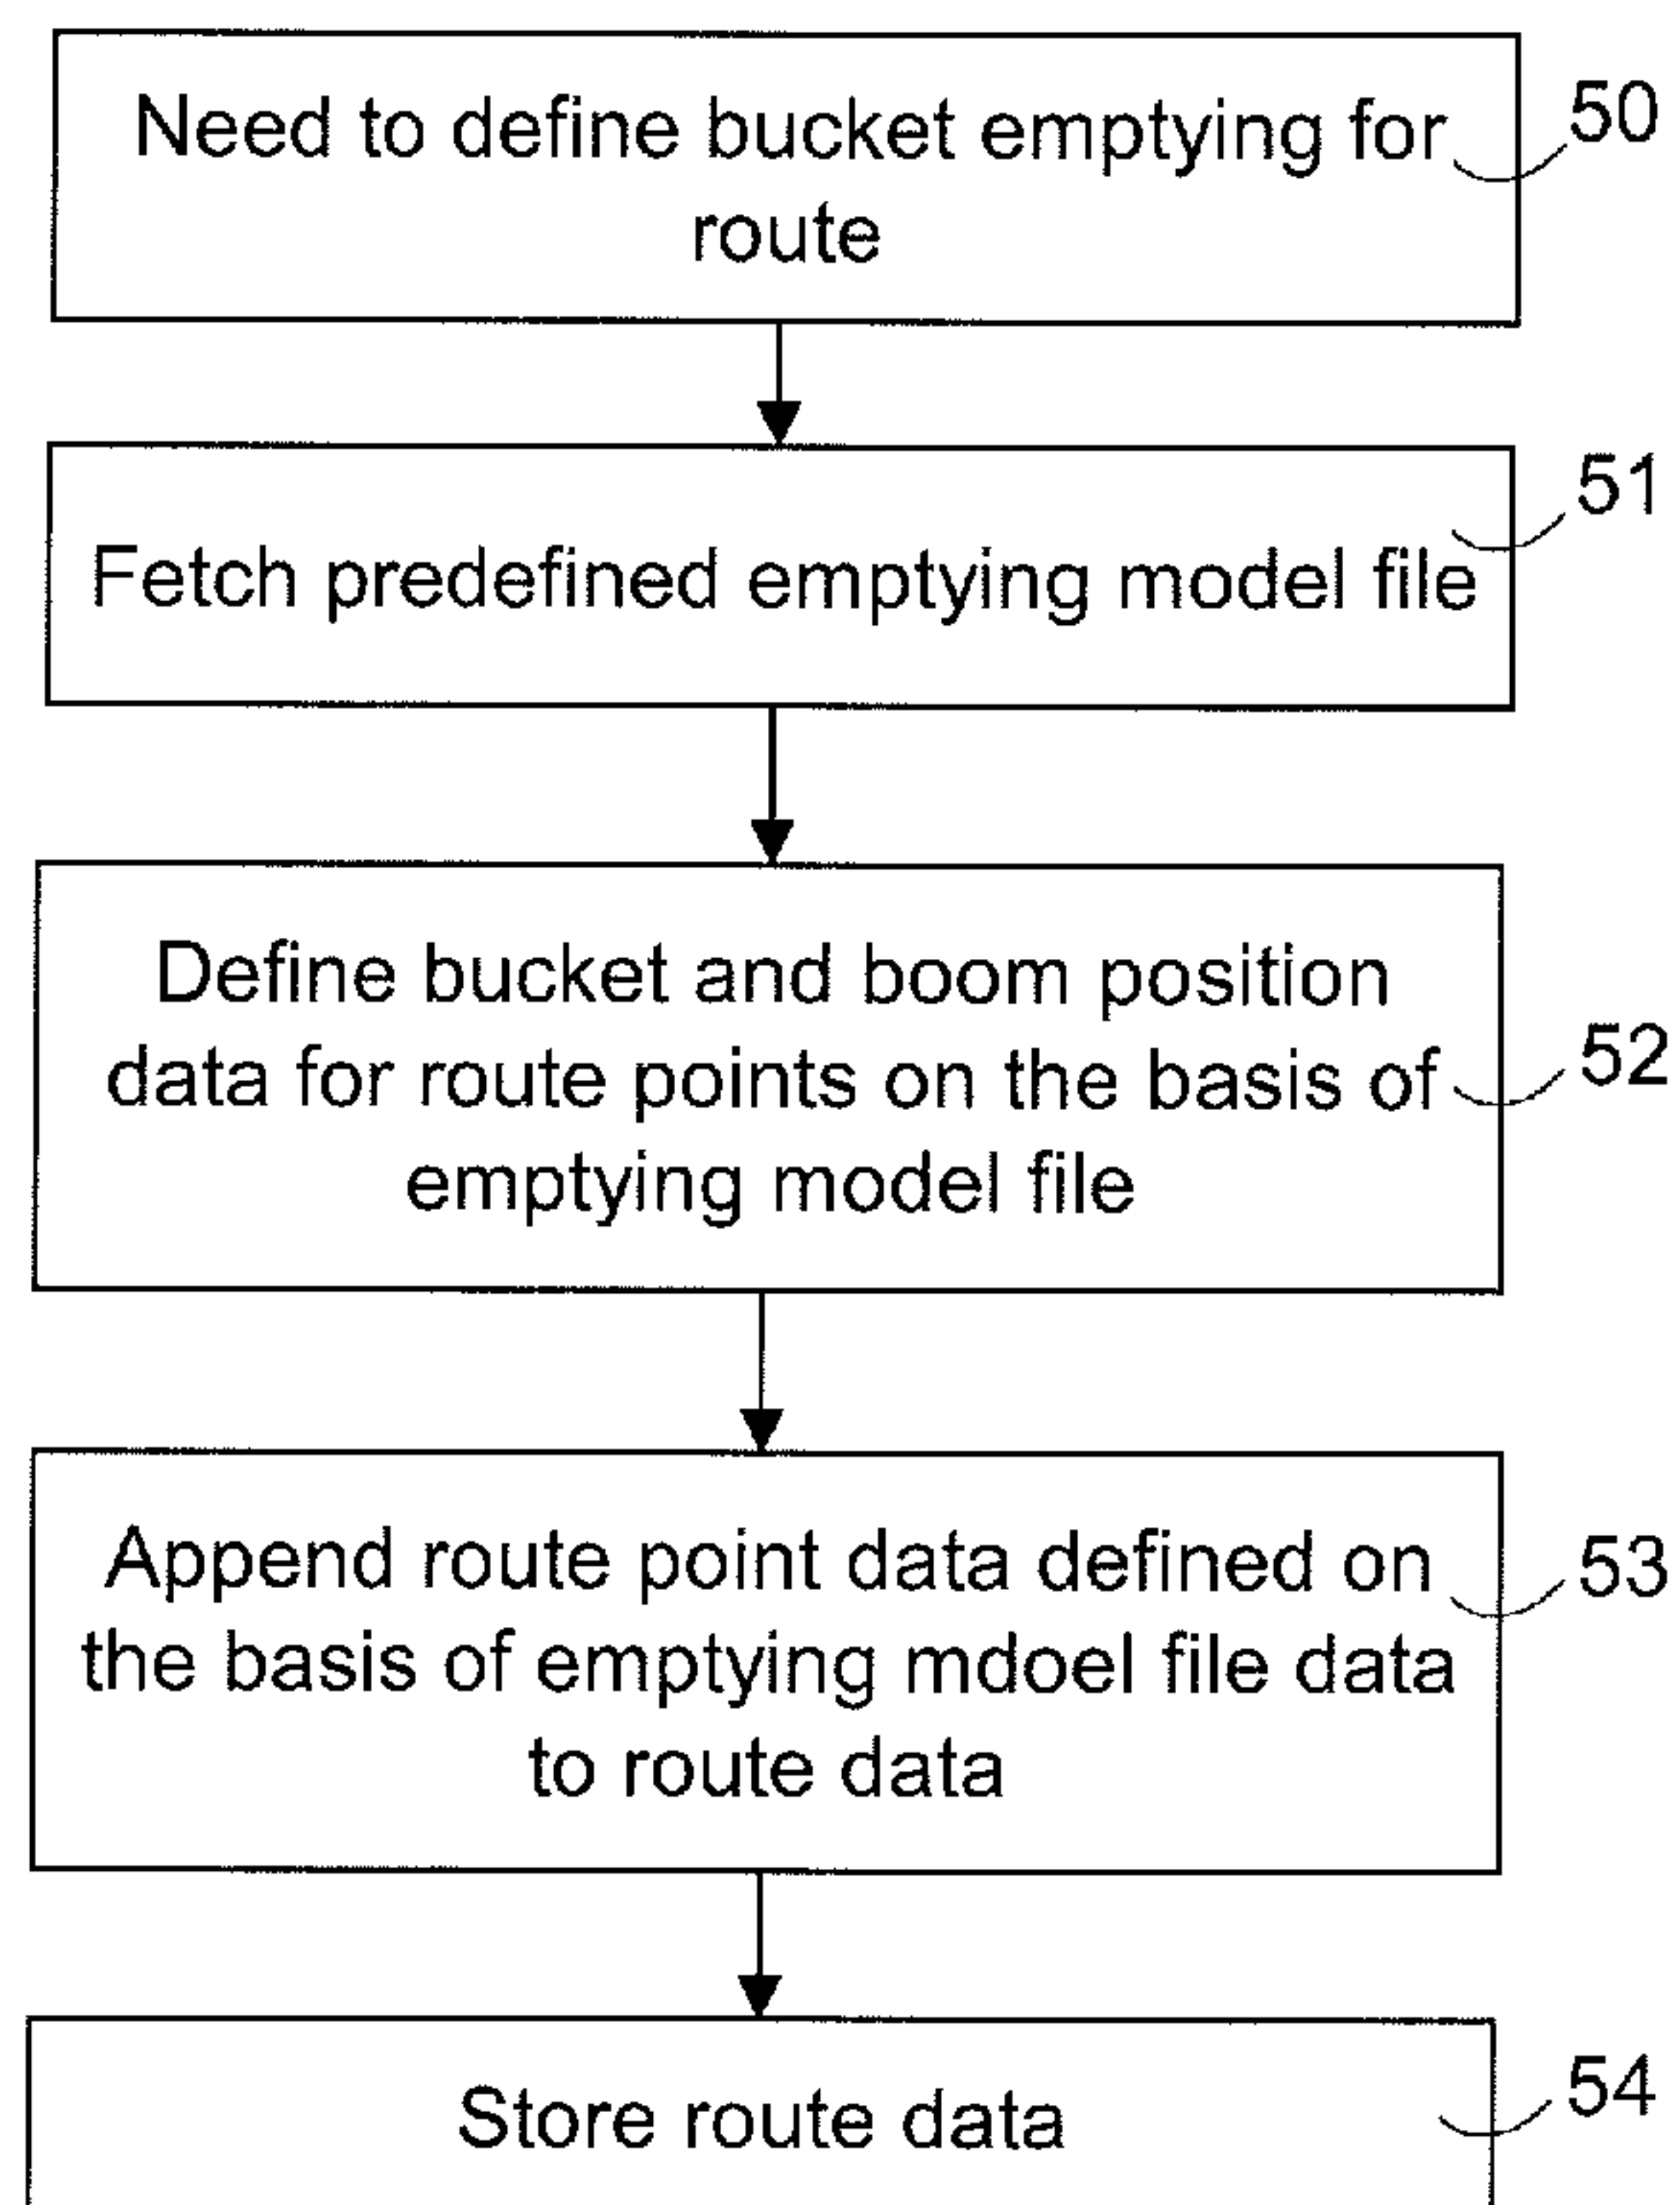 Need to define bucket emptying for
route
50
Fetch predefined emptying model file
51
Define bucket and boom position
data for route points on the basis of
emptying model file
52
Append route point data defined on
the basis of emptying mdoel file data
to route data
53
Store route data
54